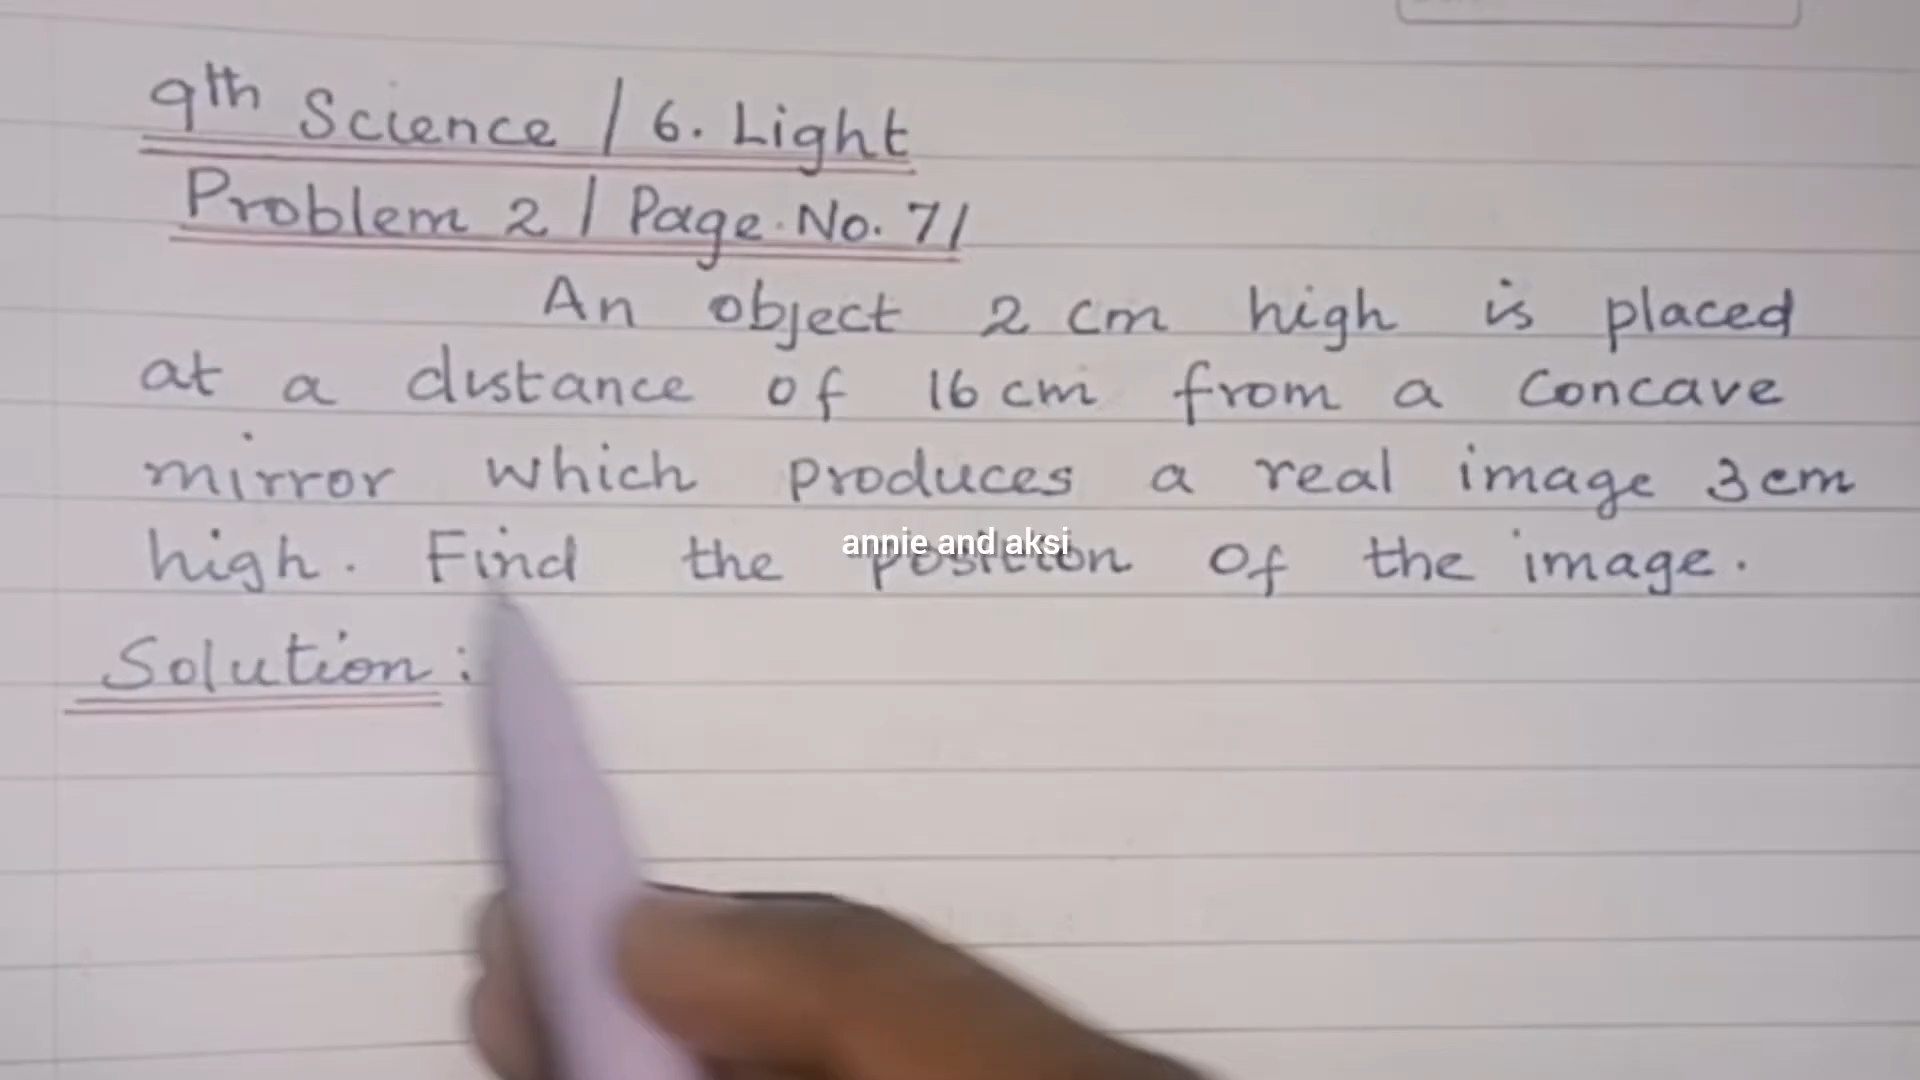 9th Science / 6. Light
Problem 2 / Page. No. 71
An object 2 cm high is placed
at a distance of 16 cm from a concave
mirror which produces a real image 3 cm
high. Find the position of the image.
annie and aksi
Solution :